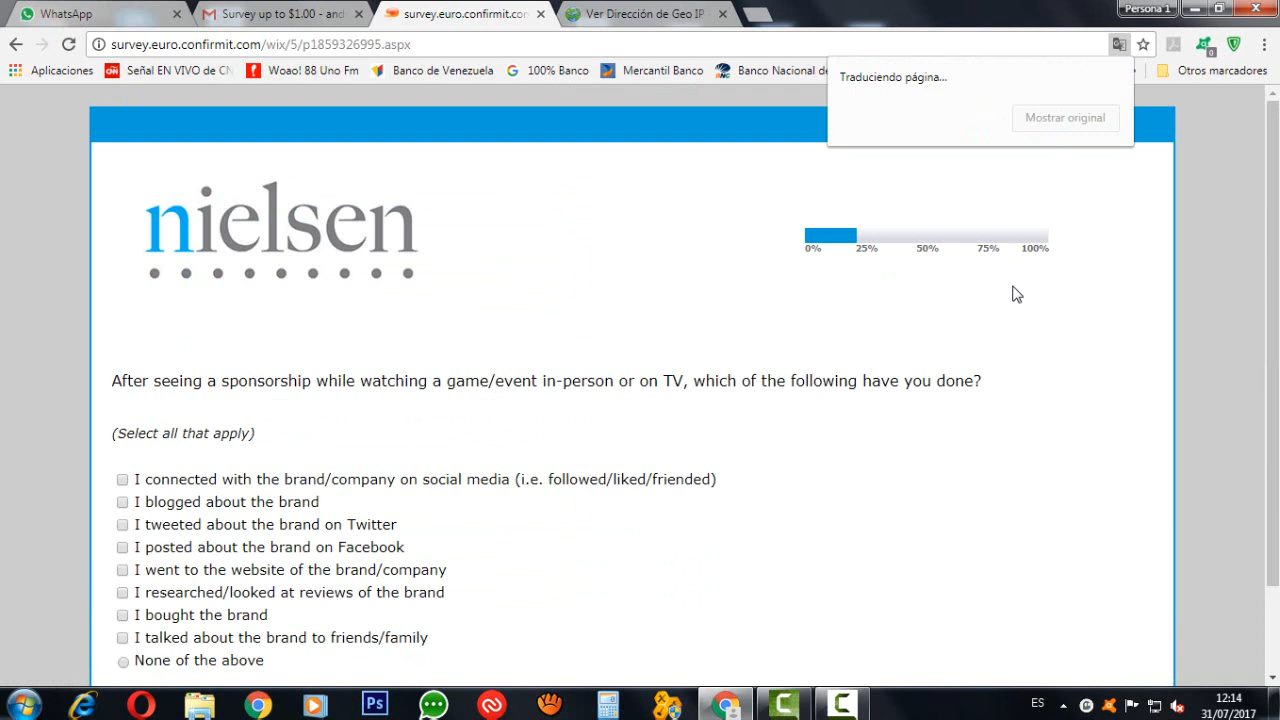 WhatsApp
Survey up to $1.00 - and
survey.euro.confirmit.com
Ver Dirección de Geo IP
Persona 1
survey.euro.confirmit.com/wix/5/p1859326995.aspx
Aplicaciones
Señal EN VIVO de CN
Woao! 88 Uno Fm
Banco de Venezuela
100% Banco
Mercantil Banco
Banco Nacional d
Otros marcadores
Traduciendo página...
Mostrar original
nielsen
0% 25% 50% 75% 100%
After seeing a sponsorship while watching a game/event in-person or on TV, which of the following have you done?
(Select all that apply)
I connected with the brand/company on social media (i.e. followed/liked/friended)
I blogged about the brand
I tweeted about the brand on Twitter
I posted about the brand on Facebook
I went to the website of the brand/company
I researched/looked at reviews of the brand
I bought the brand
I talked about the brand to friends/family
None of the above
Ps
ES
12:14
31/07/2017